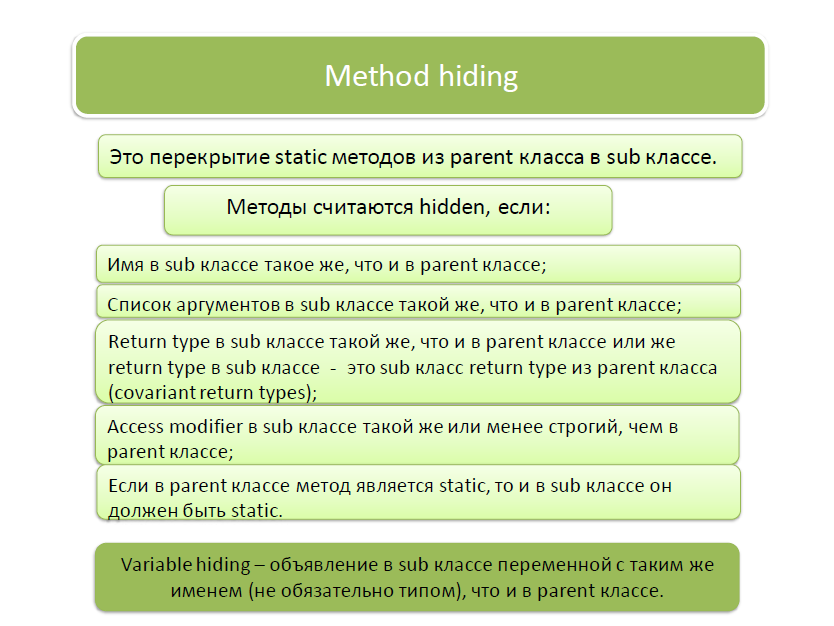 Method hiding
Это перекрытие static методов из parent класса в sub классе.
Методы считаются hidden, если:
Имя в sub классе такое же, что и в parent классе;
Список аргументов в sub классе такой же, что и в parent классе;
Return type в sub классе такой же, что и в parent классе или же
return type в sub классе - это sub класс return type из parent класса
(covariant return types);
Access modifier в sub классе такой же или менее строгий, чем в
parent классе;
Если в parent классе метод является static, то и в sub классе он
должен быть static.
Variable hiding – объявление в sub классе переменной с таким же
именем (не обязательно типом), что и в parent классе.